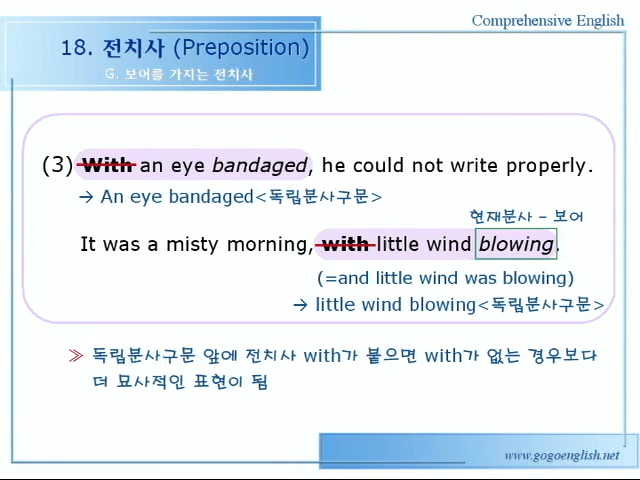 Comprehensive English
18. 전치사 (Preposition)
G. 보어를 가지는 전치사
(3) With an eye bandaged, he could not write properly.
→ An eye bandaged<독립분사구문>
현재분사 – 보어
It was a misty morning, with little wind blowing.
(=and little wind was blowing)
→ little wind blowing<독립분사구문>
≫ 독립분사구문 앞에 전치사 with가 붙으면 with가 없는 경우보다
더 묘사적인 표현이 됨
www.gogoenglish.net